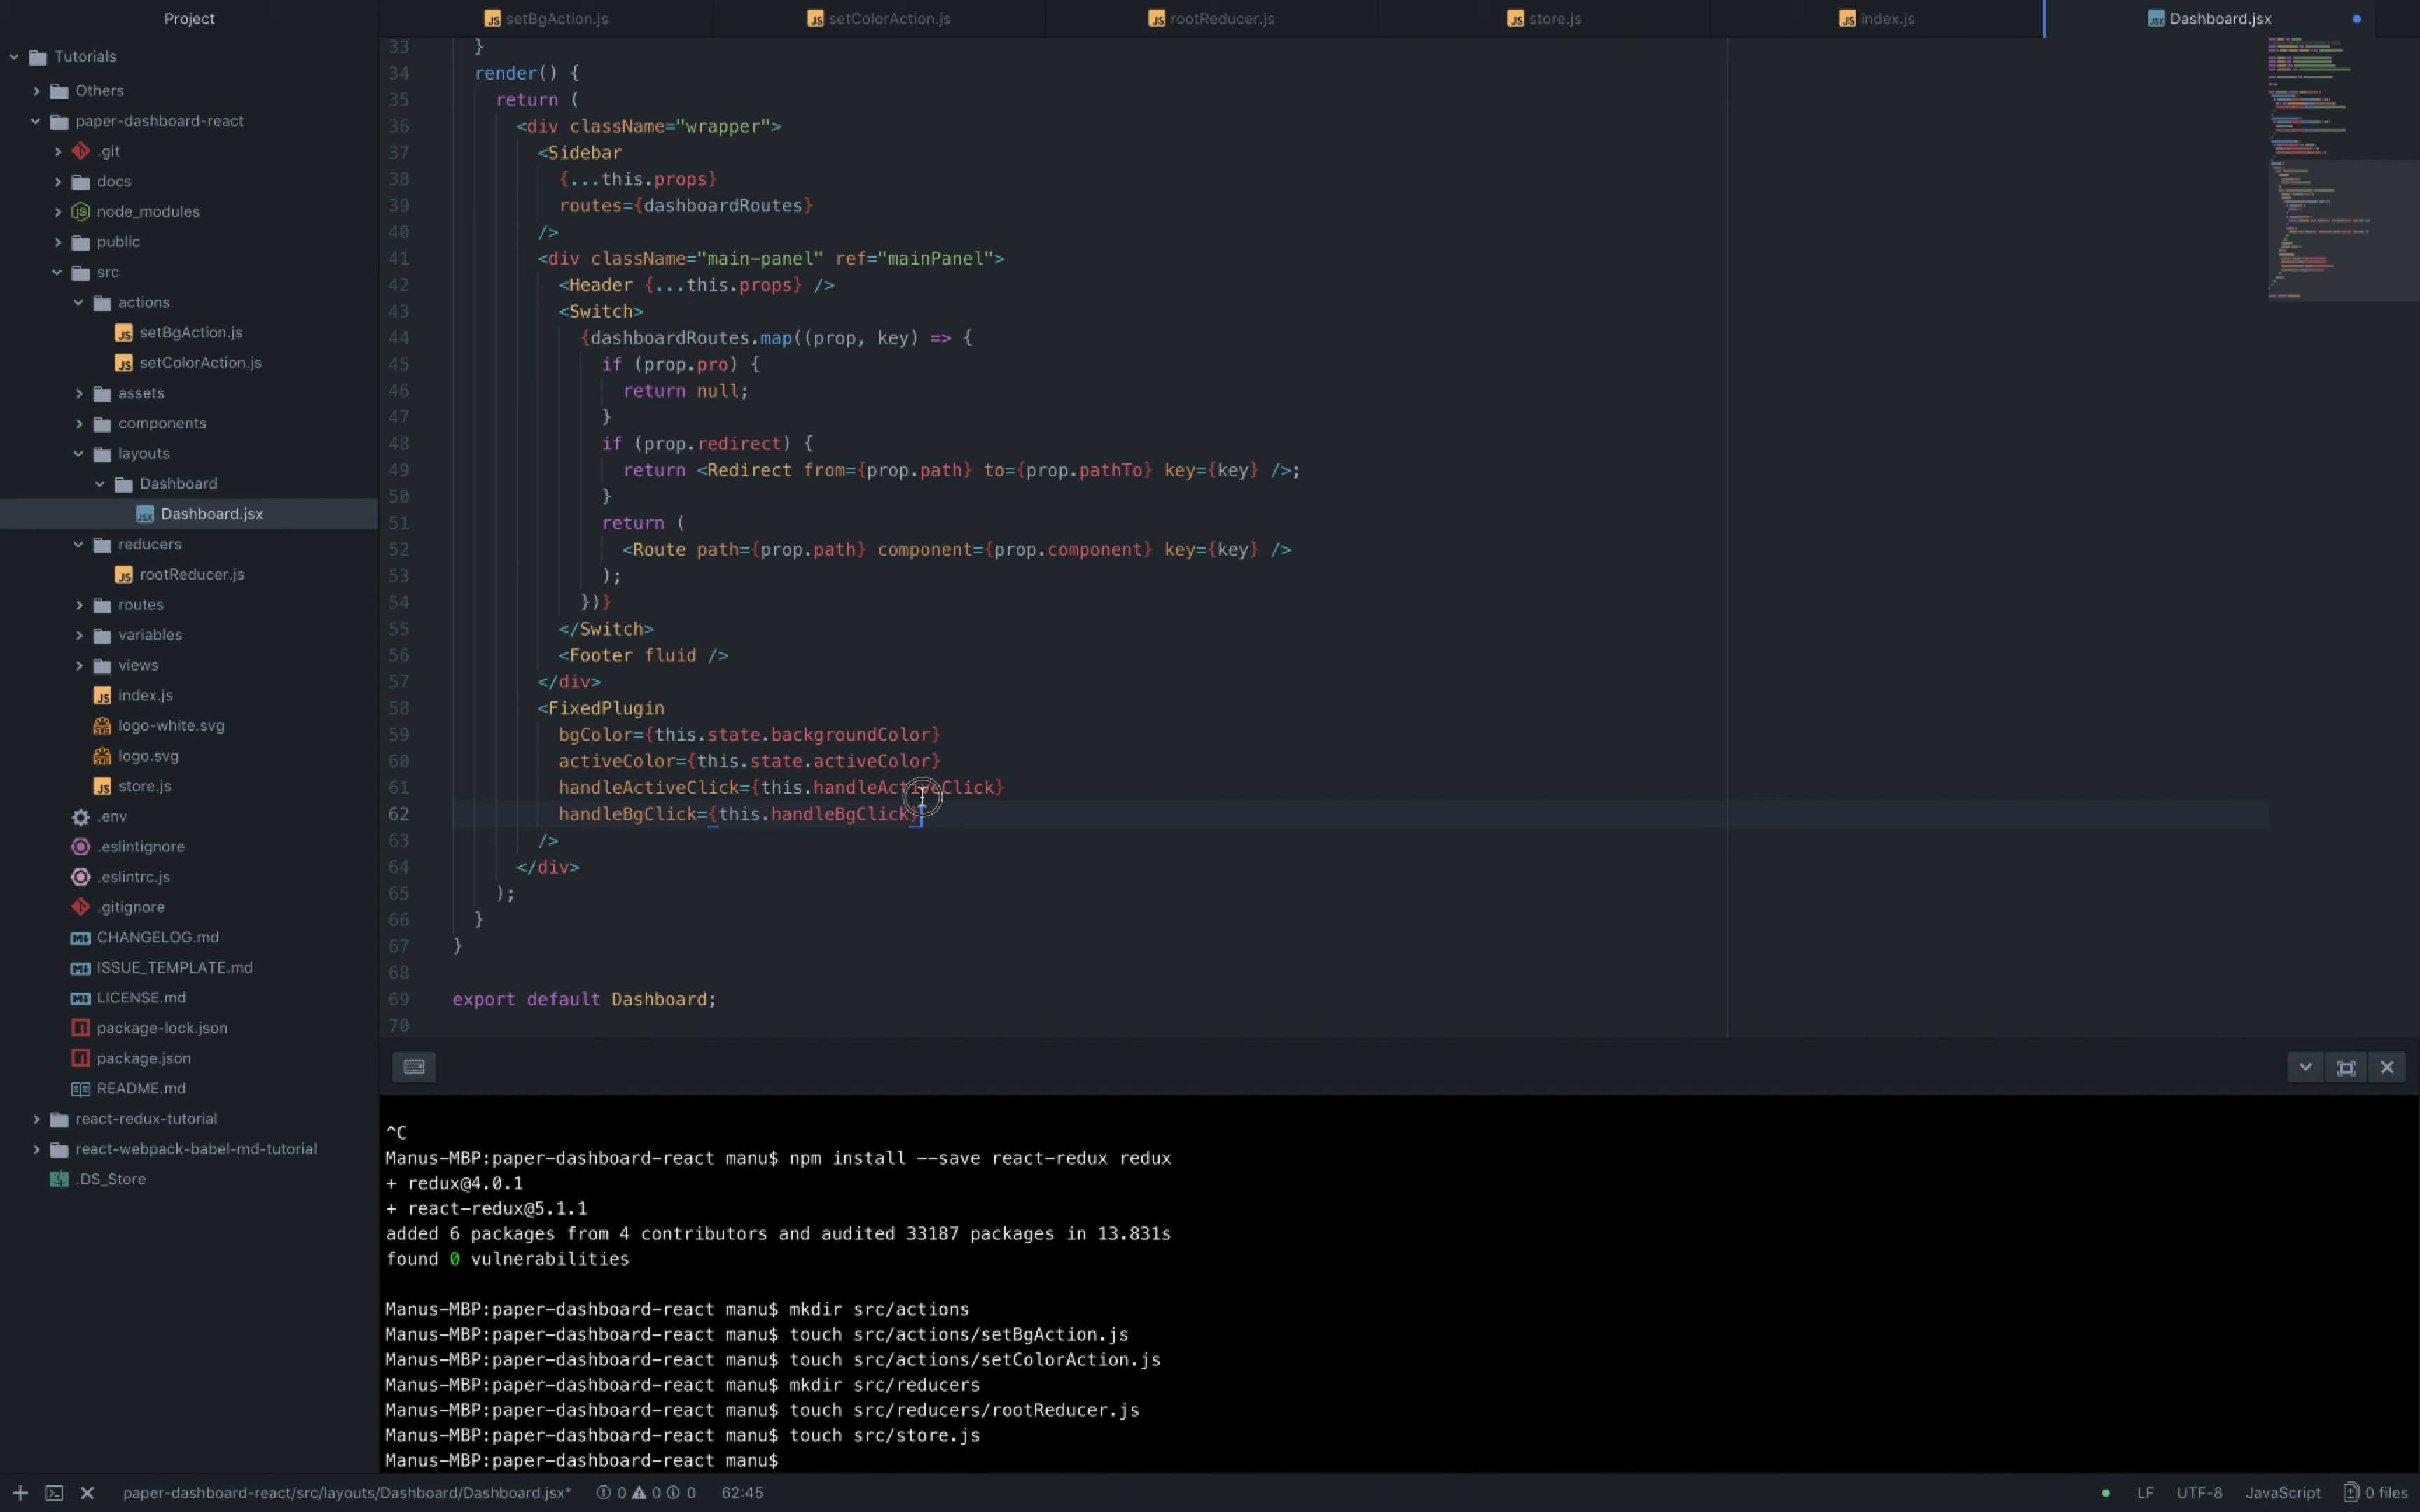 Project
setBgAction.js
setColorAction.js
rootReducer.js
store.js
index.js
Dashboard.jsx
Tutorials
Others
paper-dashboard-react
.git
docs
node_modules
public
src
actions
setBgAction.js
setColorAction.js
assets
components
layouts
Dashboard
Dashboard.jsx
reducers
rootReducer.js
routes
variables
views
index.js
logo-white.svg
logo.svg
store.js
.env
.eslintignore
.eslintrc.js
.gitignore
CHANGELOG.md
ISSUE_TEMPLATE.md
LICENSE.md
package-lock.json
package.json
README.md
react-redux-tutorial
react-webpack-babel-md-tutorial
.DS_Store
33 }
34 render() {
35 return (
36 <div className="wrapper">
37 <Sidebar
38 {...this.props}
39 routes={dashboardRoutes}
40 />
41 <div className="main-panel" ref="mainPanel">
42 <Header {...this.props} />
43 <Switch>
44 {dashboardRoutes.map((prop, key) => {
45 if (prop.pro) {
46 return null;
47 }
48 if (prop.redirect) {
49 return <Redirect from={prop.path} to={prop.pathTo} key={key} />;
50 }
51 return (
52 <Route path={prop.path} component={prop.component} key={key} />
53 );
54 })}
55 </Switch>
56 <Footer fluid />
57 </div>
58 <FixedPlugin
59 bgColor={this.state.backgroundColor}
60 activeColor={this.state.activeColor}
61 handleActiveClick={this.handleActiveClick}
62 handleBgClick={this.handleBgClick}
63 />
64 </div>
65 );
66 }
67 }
68
69 export default Dashboard;
70
^C
Manus-MBP:paper-dashboard-react manu$ npm install --save react-redux redux
+ redux@4.0.1
+ react-redux@5.1.1
added 6 packages from 4 contributors and audited 33187 packages in 13.831s
found 0 vulnerabilities
Manus-MBP:paper-dashboard-react manu$ mkdir src/actions
Manus-MBP:paper-dashboard-react manu$ touch src/actions/setBgAction.js
Manus-MBP:paper-dashboard-react manu$ touch src/actions/setColorAction.js
Manus-MBP:paper-dashboard-react manu$ mkdir src/reducers
Manus-MBP:paper-dashboard-react manu$ touch src/reducers/rootReducer.js
Manus-MBP:paper-dashboard-react manu$ touch src/store.js
Manus-MBP:paper-dashboard-react manu$
paper-dashboard-react/src/layouts/Dashboard/Dashboard.jsx* 0 0 0 62:45
LF UTF-8 JavaScript 0 files